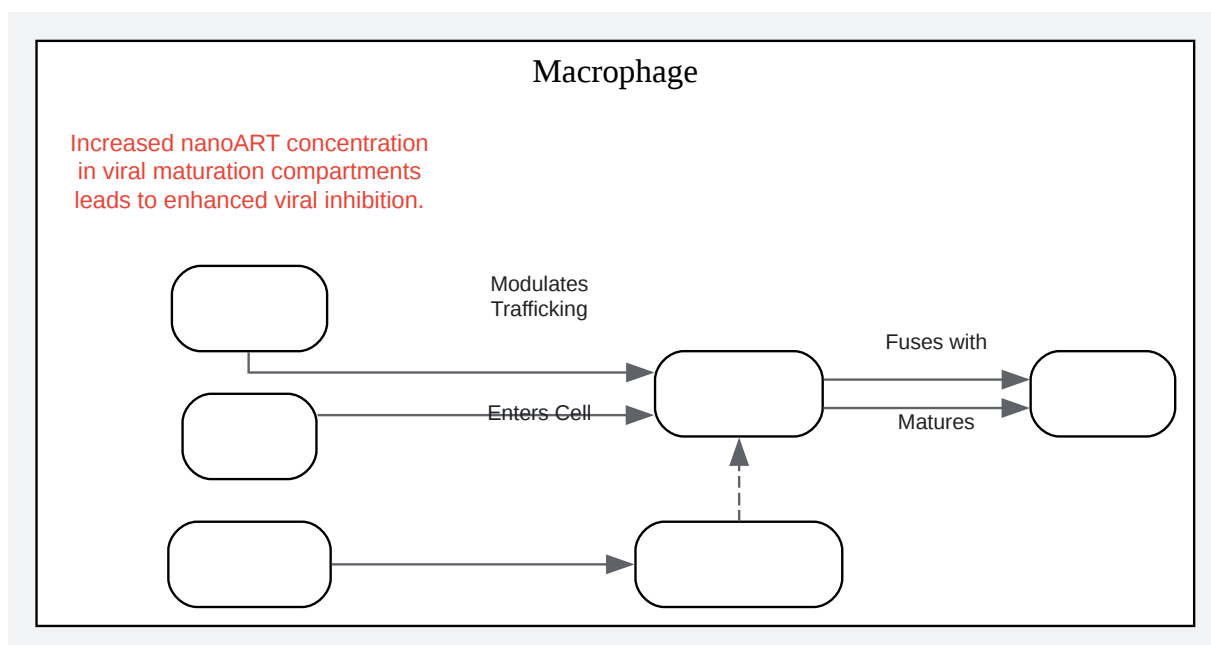 Macrophage
Increased nanoART concentration
in viral maturation compartments
leads to enhanced viral inhibition.
Modulates
Trafficking
Fuses with
Enters Cell
Matures